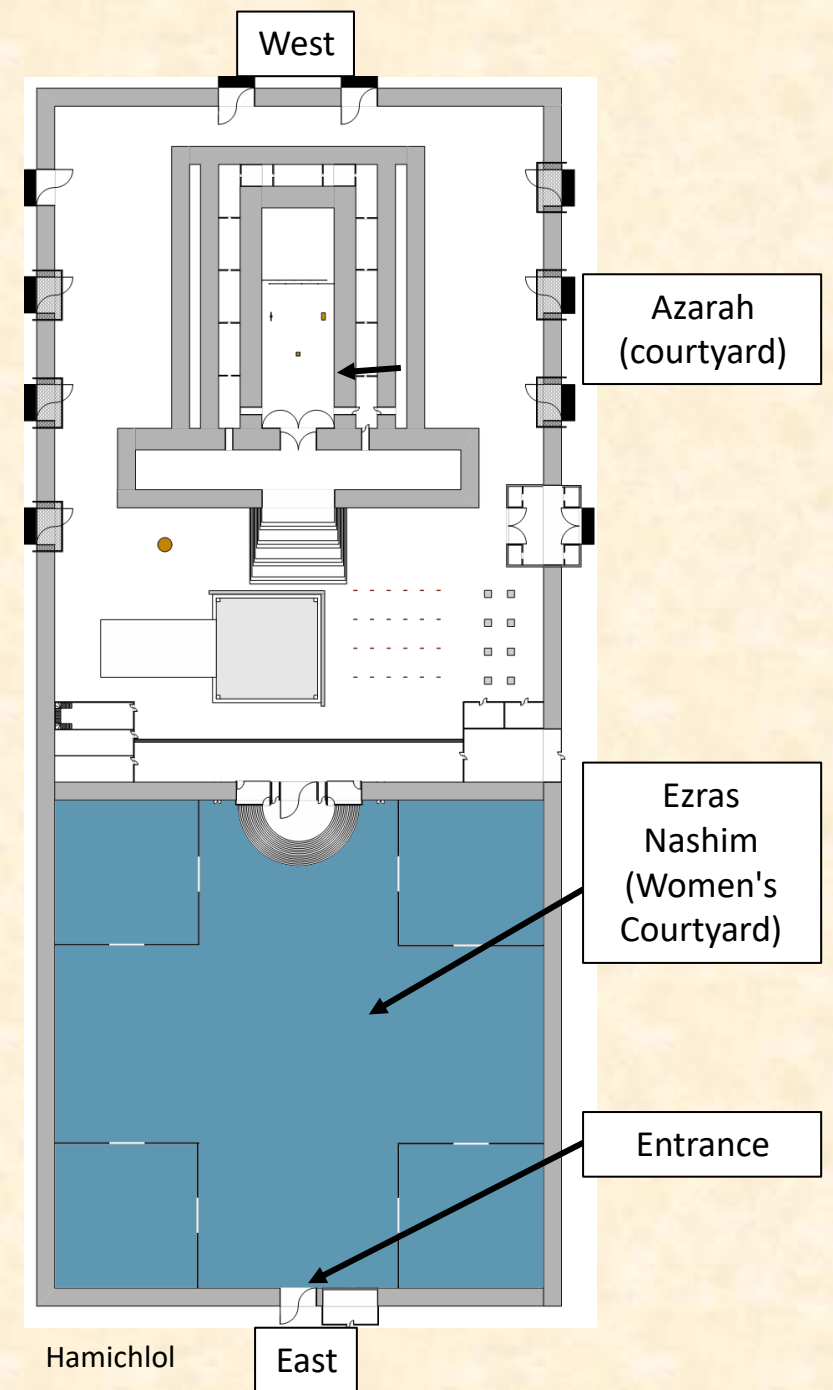 West
Azarah
(courtyard)
Ezras
Nashim
(Women's
Courtyard)
Entrance
Hamichlol
East